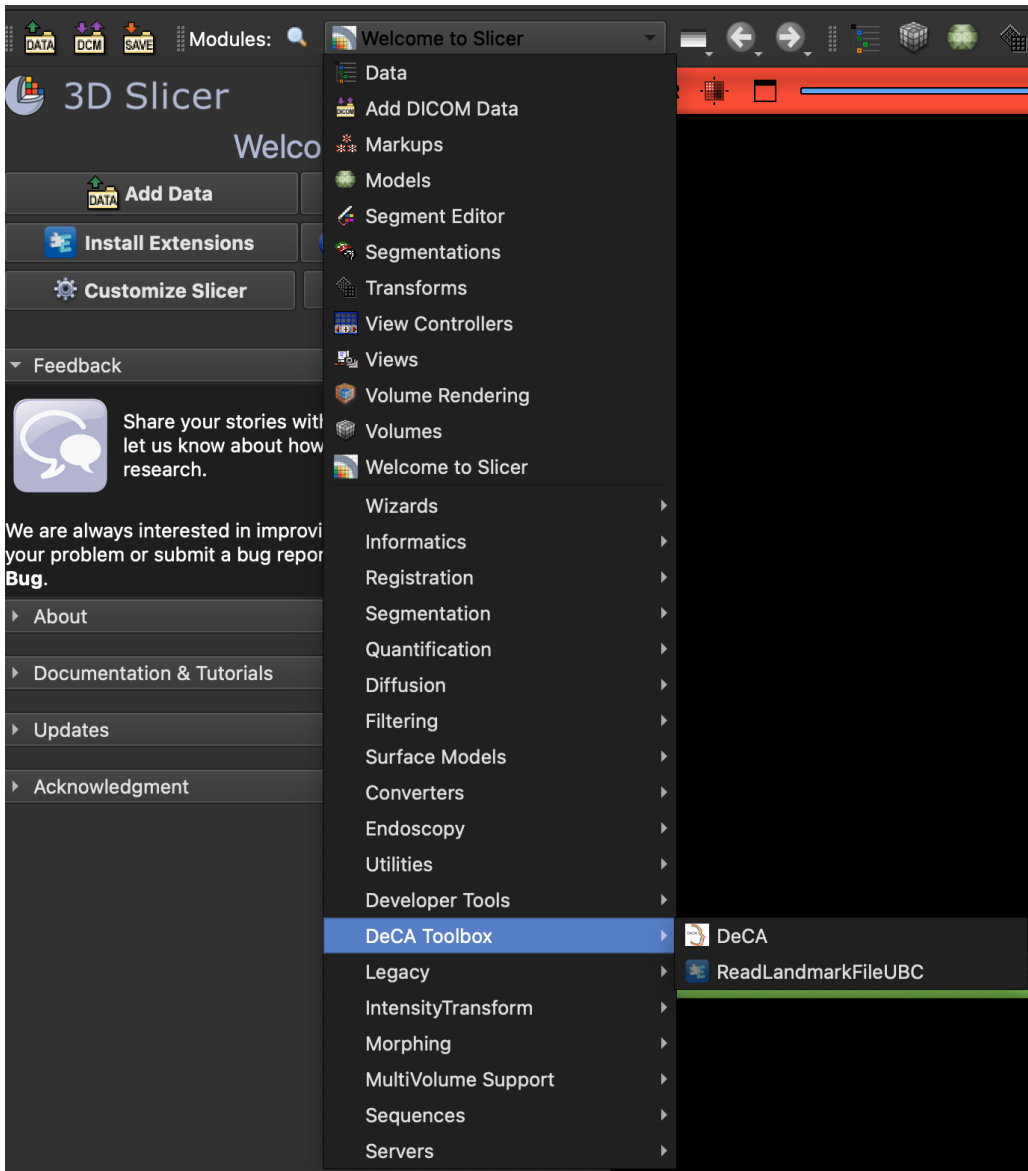 DATA
DCM
SAVE
Modules:
Welcome to Slicer
3D Slicer
Welco
DATA
Add Data
Install Extensions
Customize Slicer
Feedback
Share your stories with
let us know about how
research.
We are always interested in improvi
your problem or submit a bug repor
Bug.
About
Documentation & Tutorials
Updates
Acknowledgment
Data
Add DICOM Data
Markups
Models
Segment Editor
Segmentations
Transforms
View Controllers
Views
Volume Rendering
Volumes
Welcome to Slicer
Wizards
Informatics
Registration
Segmentation
Quantification
Diffusion
Filtering
Surface Models
Converters
Endoscopy
Utilities
Developer Tools
DeCA Toolbox
Legacy
IntensityTransform
Morphing
MultiVolume Support
Sequences
Servers
DeCA
ReadLandmarkFileUBC